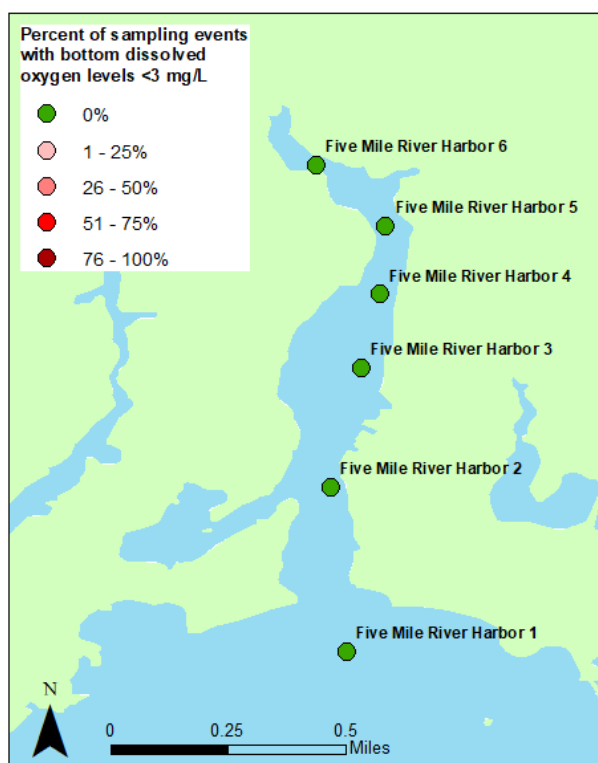 Percent of sampling events
with bottom dissolved
oxygen levels <3 mg/L
0%
1 - 25%
26 - 50%
51 - 75%
76 - 100%
Five Mile River Harbor 6
Five Mile River Harbor 5
Five Mile River Harbor 4
Five Mile River Harbor 3
Five Mile River Harbor 2
Five Mile River Harbor 1
N
0 0.25 0.5
Miles